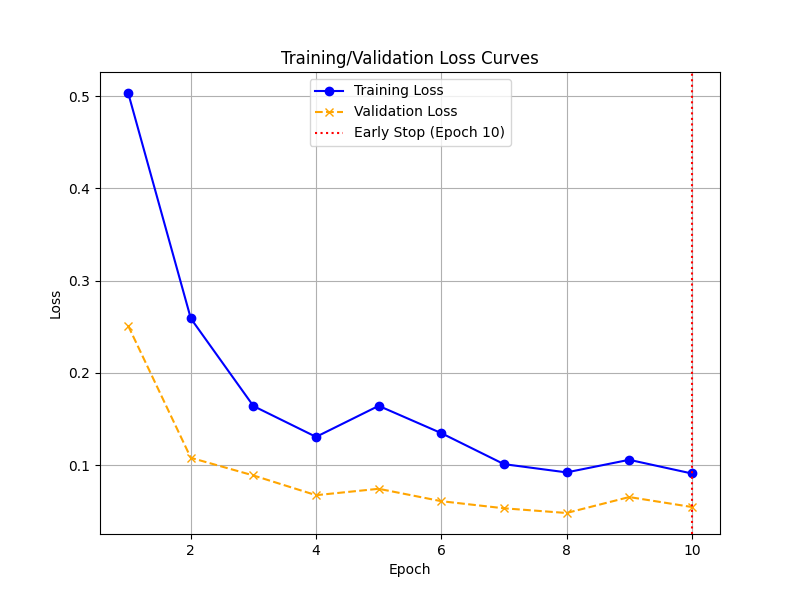 Training/Validation Loss Curves
Training Loss
Validation Loss
Early Stop (Epoch 10)
0.5
0.4
0.3
0.2
0.1
Loss
2
4
6
8
10
Epoch